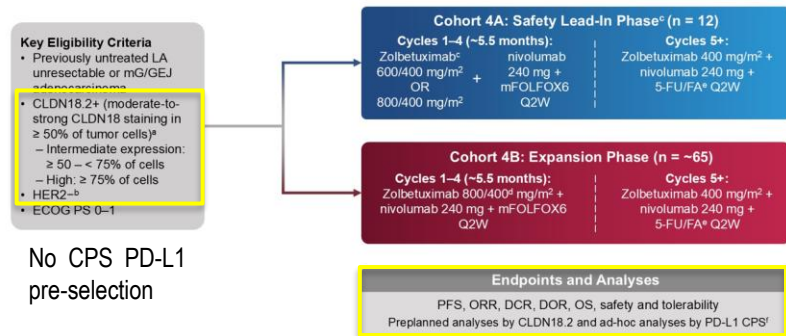 Key Eligibility Criteria
• Previously untreated LA
unresectable or mG/GEJ
adenocarcinoma
• CLDN18.2+ (moderate-to-
strong CLDN18 staining in
≥ 50% of tumor cells)ᵃ
– Intermediate expression:
≥ 50 – < 75% of cells
– High: ≥ 75% of cells
• HER2−ᵇ
• ECOG PS 0–1
No CPS PD-L1
pre-selection
Cohort 4A: Safety Lead-In Phaseᶜ (n = 12)
Cycles 1–4 (~5.5 months):
Zolbetuximabᶜ
600/400 mg/m²
OR
800/400 mg/m²
+
nivolumab
240 mg +
mFOLFOX6
Q2W
Cycles 5+:
Zolbetuximab 400 mg/m² +
nivolumab 240 mg +
5-FU/FAᵉ Q2W
Cohort 4B: Expansion Phase (n = ~65)
Cycles 1–4 (~5.5 months):
Zolbetuximab 800/400ᵈ mg/m² +
nivolumab 240 mg + mFOLFOX6
Q2W
Cycles 5+:
Zolbetuximab 400 mg/m² +
nivolumab 240 mg +
5-FU/FAᵉ Q2W
Endpoints and Analyses
PFS, ORR, DCR, DOR, OS, safety and tolerability
Preplanned analyses by CLDN18.2 and ad-hoc analyses by PD-L1 CPSᶠ